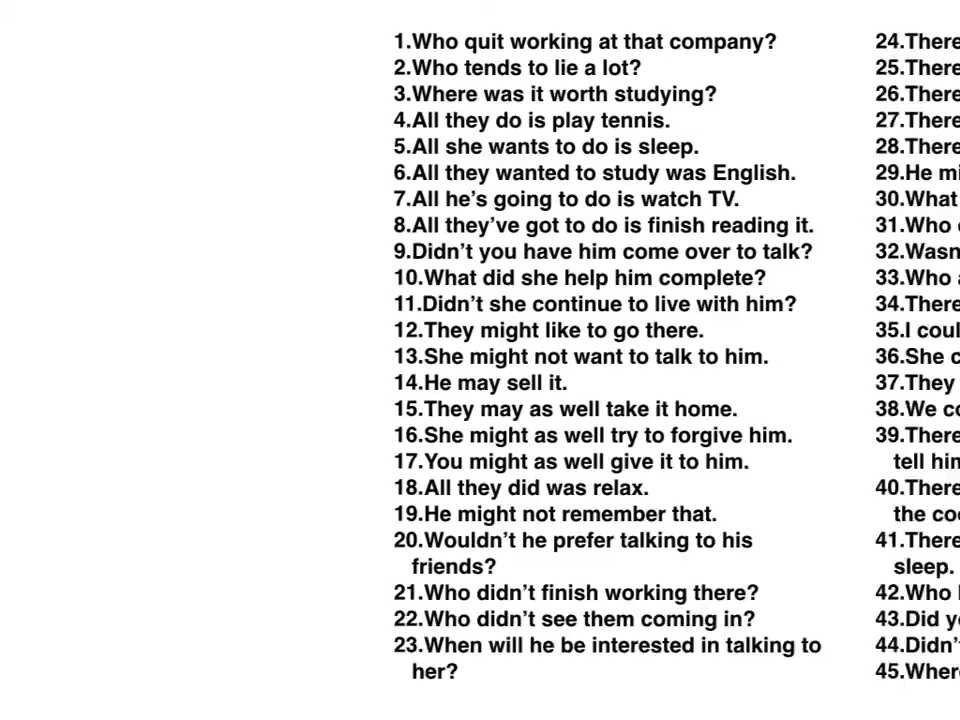 1.Who quit working at that company?
2.Who tends to lie a lot?
3.Where was it worth studying?
4.All they do is play tennis.
5.All she wants to do is sleep.
6.All they wanted to study was English.
7.All he’s going to do is watch TV.
8.All they’ve got to do is finish reading it.
9.Didn’t you have him come over to talk?
10.What did she help him complete?
11.Didn’t she continue to live with him?
12.They might like to go there.
13.She might not want to talk to him.
14.He may sell it.
15.They may as well take it home.
16.She might as well try to forgive him.
17.You might as well give it to him.
18.All they did was relax.
19.He might not remember that.
20.Wouldn’t he prefer talking to his
friends?
21.Who didn’t finish working there?
22.Who didn’t see them coming in?
23.When will he be interested in talking to
her?
24.There
25.There
26.There
27.There
28.There
29.He
30.What
31.Who
32.
33.Who
34.There
35.I
36.She
37.They
38.We
39.There
tell
40.There
the
41.There
sleep.
42.Who
43.Did
44.
45.